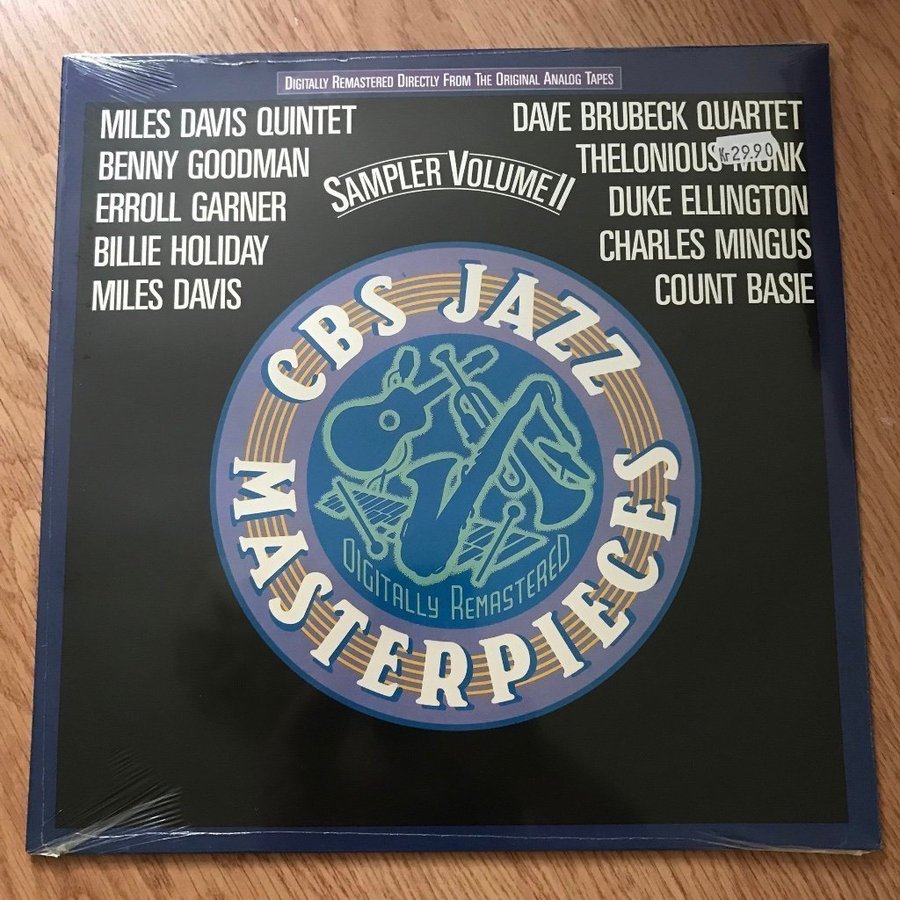 DIGITALLY REMASTERED DIRECTLY FROM THE ORIGINAL ANALOG TAPES
MILES DAVIS QUINTET
BENNY GOODMAN
ERROLL GARNER
BILLIE HOLIDAY
MILES DAVIS
SAMPLER VOLUME II
DAVE BRUBECK QUARTET
THELONIOUS MONK
Kr 29.90
DUKE ELLINGTON
CHARLES MINGUS
COUNT BASIE
CBS JAZZ
MASTERPIECES
DIGITALLY REMASTERED